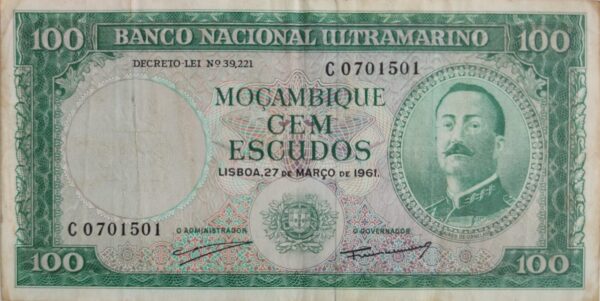 100 BANCO NACIONAL ULTRAMARINO 100
DECRETO-LEI Nº 39,221
C 0701501
MOÇAMBIQUE
CEM
ESCUDOS
LISBOA, 27 DE MARÇO DE 1961.
C 0701501
O ADMINISTRADOR
O GOVERNADOR
100 100